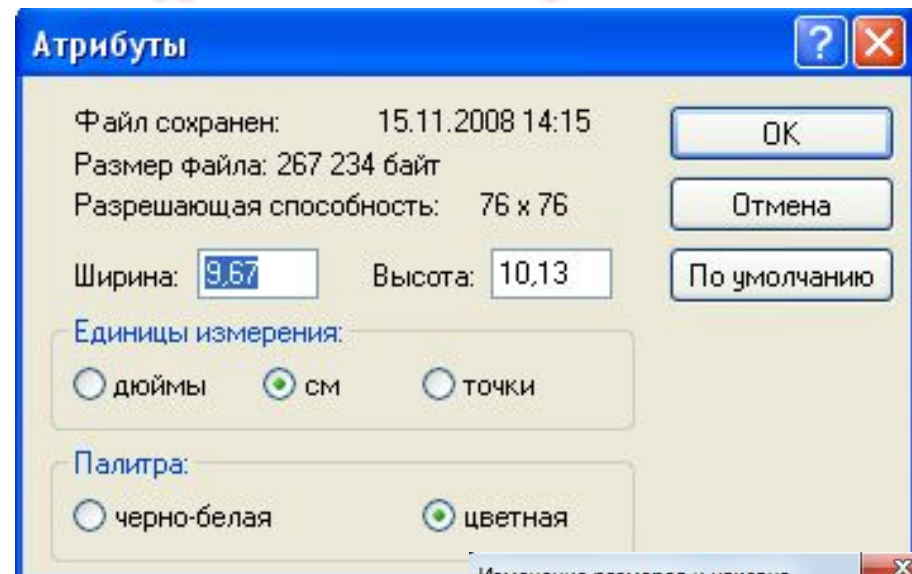 Атрибуты
Файл сохранен: 15.11.2008 14:15
OK
Размер файла: 267 234 байт
Разрешающая способность: 76 x 76
Отмена
Ширина: 9,67 Высота: 10,13
По умолчанию
Единицы измерения:
дюймы см точки
Палитра:
черно-белая цветная